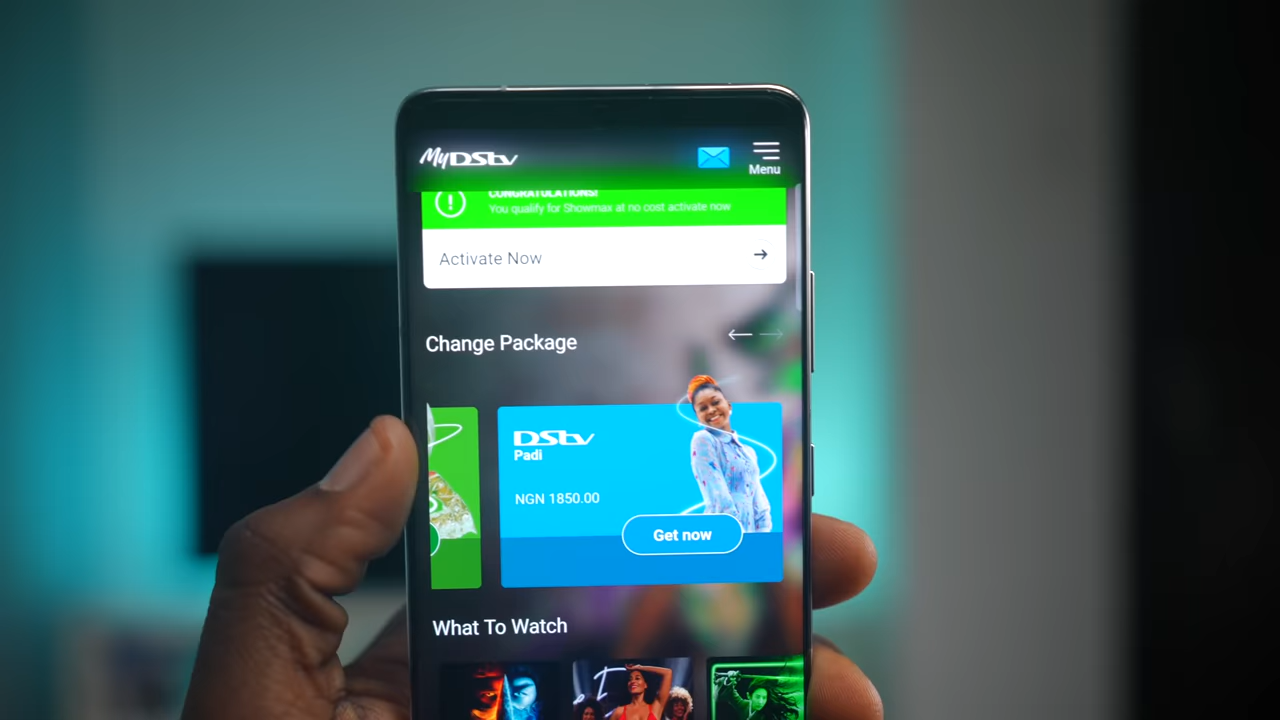 MyDStv
Menu
CONGRATULATIONS!
You qualify for Showmax at no cost activate now
Activate Now
Change Package
DStv
Padi
NGN 1850.00
Get now
What To Watch